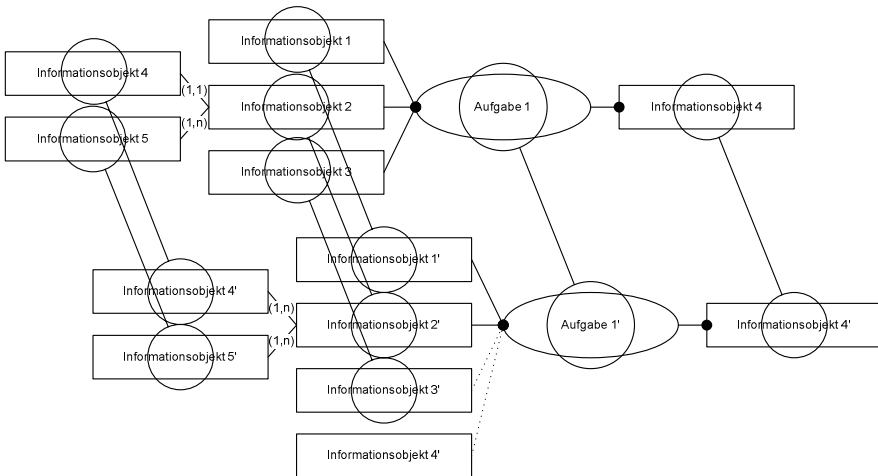 Informationsobjekt 1
Informationsobjekt 4
(1,1)
Informationsobjekt 2
Aufgabe 1
Informationsobjekt 4
(1,n)
Informationsobjekt 5
Informationsobjekt 3
Informationsobjekt 1'
Informationsobjekt 4'
(1,n)
Informationsobjekt 2'
Aufgabe 1'
Informationsobjekt 4'
(1,n)
Informationsobjekt 5'
Informationsobjekt 3'
Informationsobjekt 4'